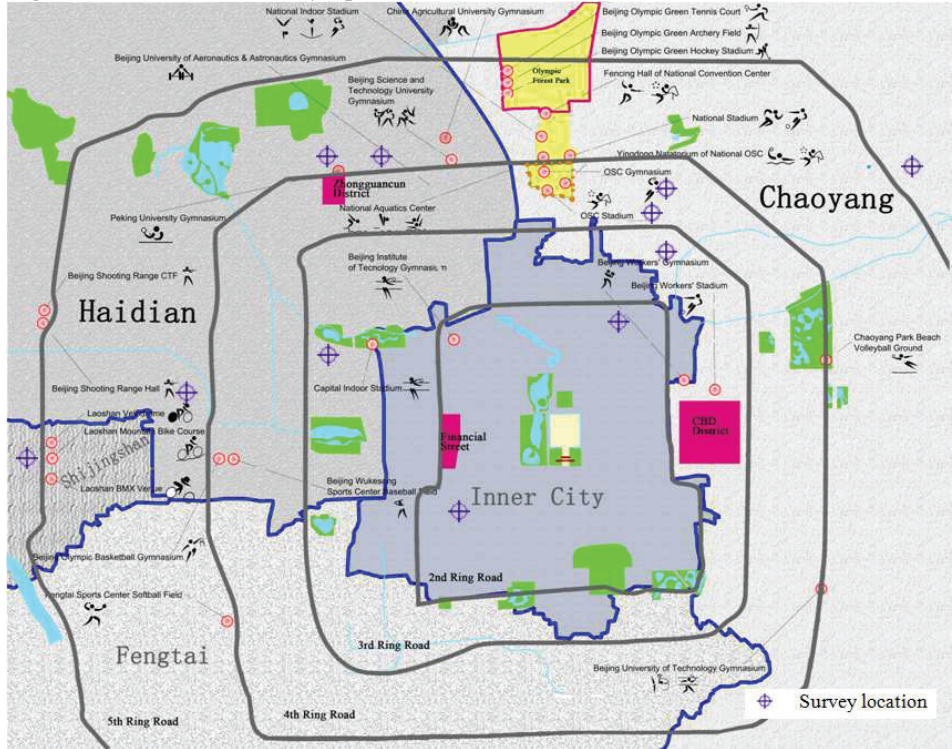 National Indoor Stadium
China Agricultural University Gymnasium
Beijing Olympic Green Tennis Court
Beijing Olympic Green Archery Field
Beijing Olympic Green Hockey Stadium
Beijing University of Aeronautics & Astronautics Gymnasium
Olympic
Forest Park
Fencing Hall of National Convention Center
Beijing Science and
Technology University
Gymnasium
National Stadium
Yingdong Natatorium of National OSC
OSC Gymnasium
Zhongguancun
District
Chaoyang
Peking University Gymnasium
National Aquatics Center
OSC Stadium
Beijing Institute
of Tecnology Gymnasium
Beijing Workers' Gymnasium
Beijing Shooting Range CTF
Beijing Workers' Stadium
Haidian
Chaoyang Park Beach
Volleyball Ground
Beijing Shooting Range Hall
Capital Indoor Stadium
Laoshan Velodrome
Laoshan Mountain Bike Course
Shijingshan
Financial
Street
CBD
District
Laoshan BMX Venue
Beijing Wukesong
Sports Center Baseball Field
Inner City
Beijing Olympic Basketball Gymnasium
2nd Ring Road
Fengtai Sports Center Softball Field
3rd Ring Road
Fengtai
Beijing University of Technology Gymnasium
Survey location
5th Ring Road
4th Ring Road